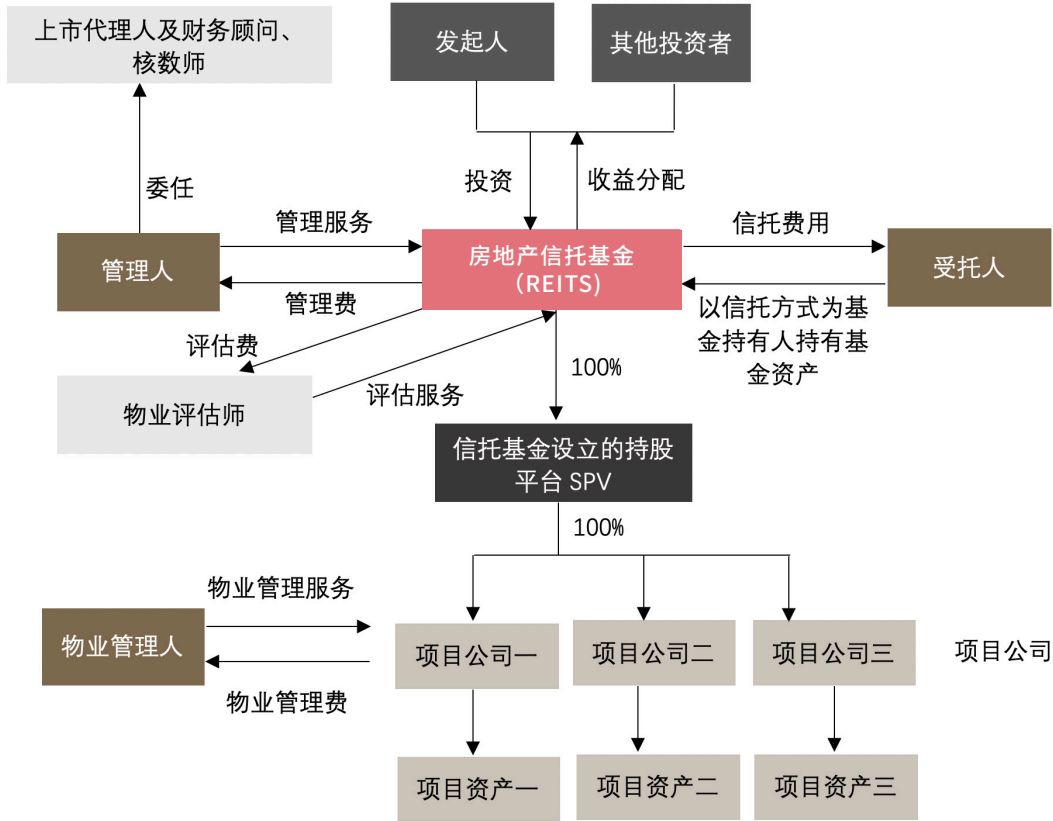 上市代理人及财务顾问、
核数师
发起人
其他投资者
委任
投资
收益分配
管理服务
信托费用
管理人
房地产信托基金
（REITS）
受托人
管理费
以信托方式为基
金持有人持有基
金资产
评估费
100%
物业评估师
评估服务
信托基金设立的持股
平台 SPV
100%
物业管理服务
物业管理人
项目公司一
项目公司二
项目公司三
项目公司
物业管理费
项目资产一
项目资产二
项目资产三